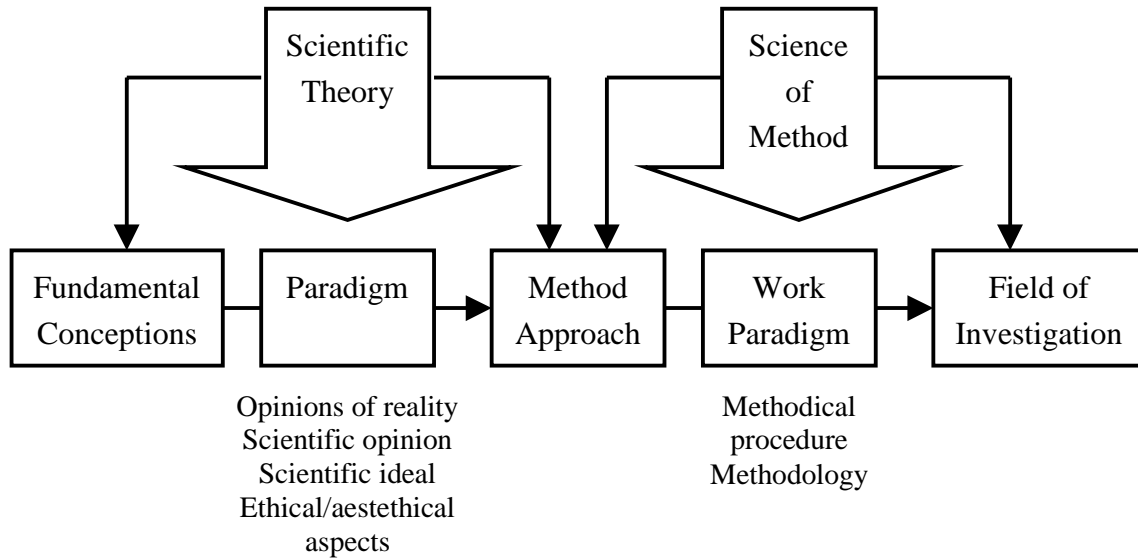 Scientific
Theory
Science
of
Method
Fundamental
Conceptions
Paradigm
Method
Approach
Work
Paradigm
Field of
Investigation
Opinions of reality
Scientific opinion
Scientific ideal
Ethical/aestethical
aspects
Methodical
procedure
Methodology